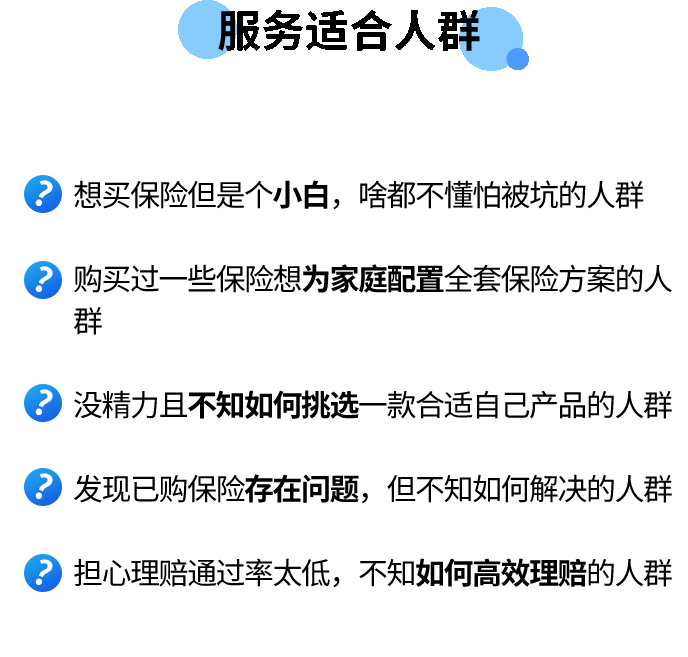 服务适合人群
想买保险但是个小白，啥都不懂怕被坑的人群
购买过一些保险想为家庭配置全套保险方案的人
群
没精力且不知如何挑选一款合适自己产品的人群
发现已购保险存在问题，但不知如何解决的人群
担心理赔通过率太低，不知如何高效理赔的人群